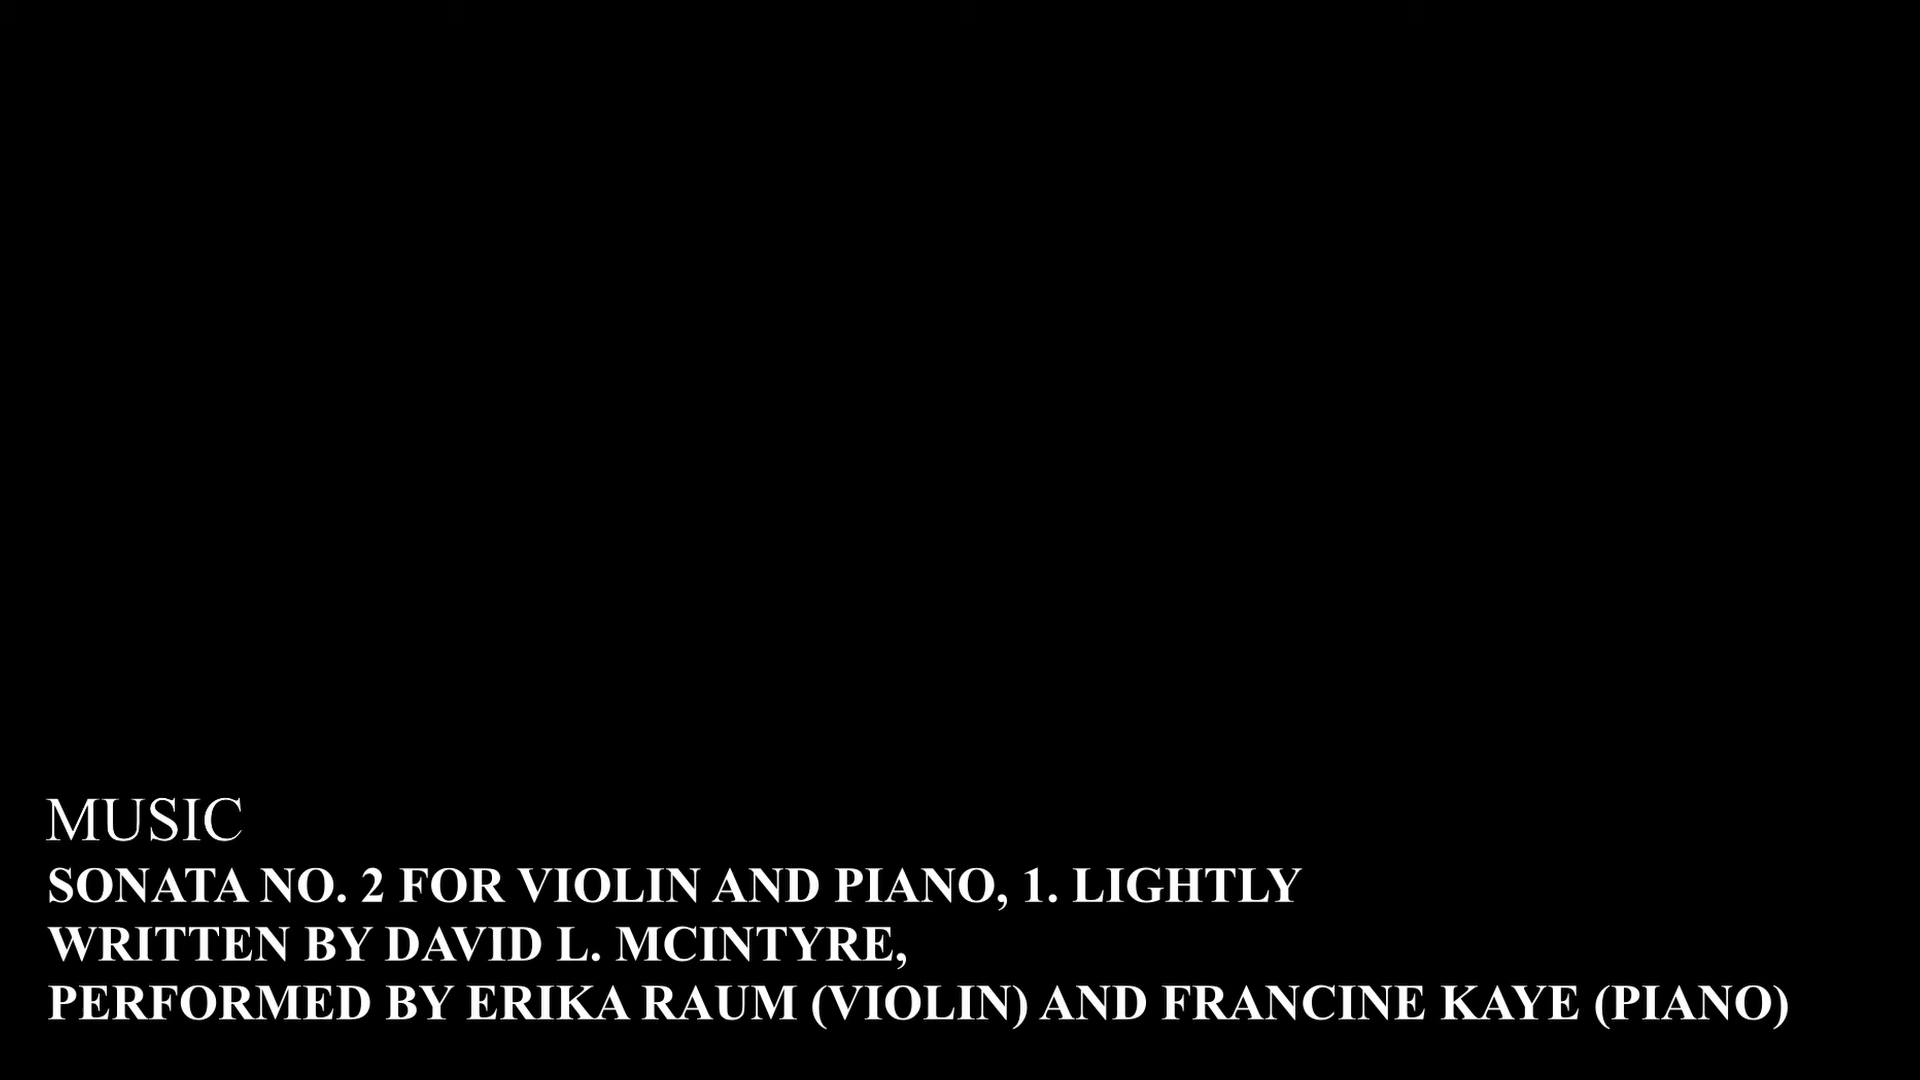 MUSIC
SONATA NO. 2 FOR VIOLIN AND PIANO, 1. LIGHTLY
WRITTEN BY DAVID L. MCINTYRE,
PERFORMED BY ERIKA RAUM (VIOLIN) AND FRANCINE KAYE (PIANO)